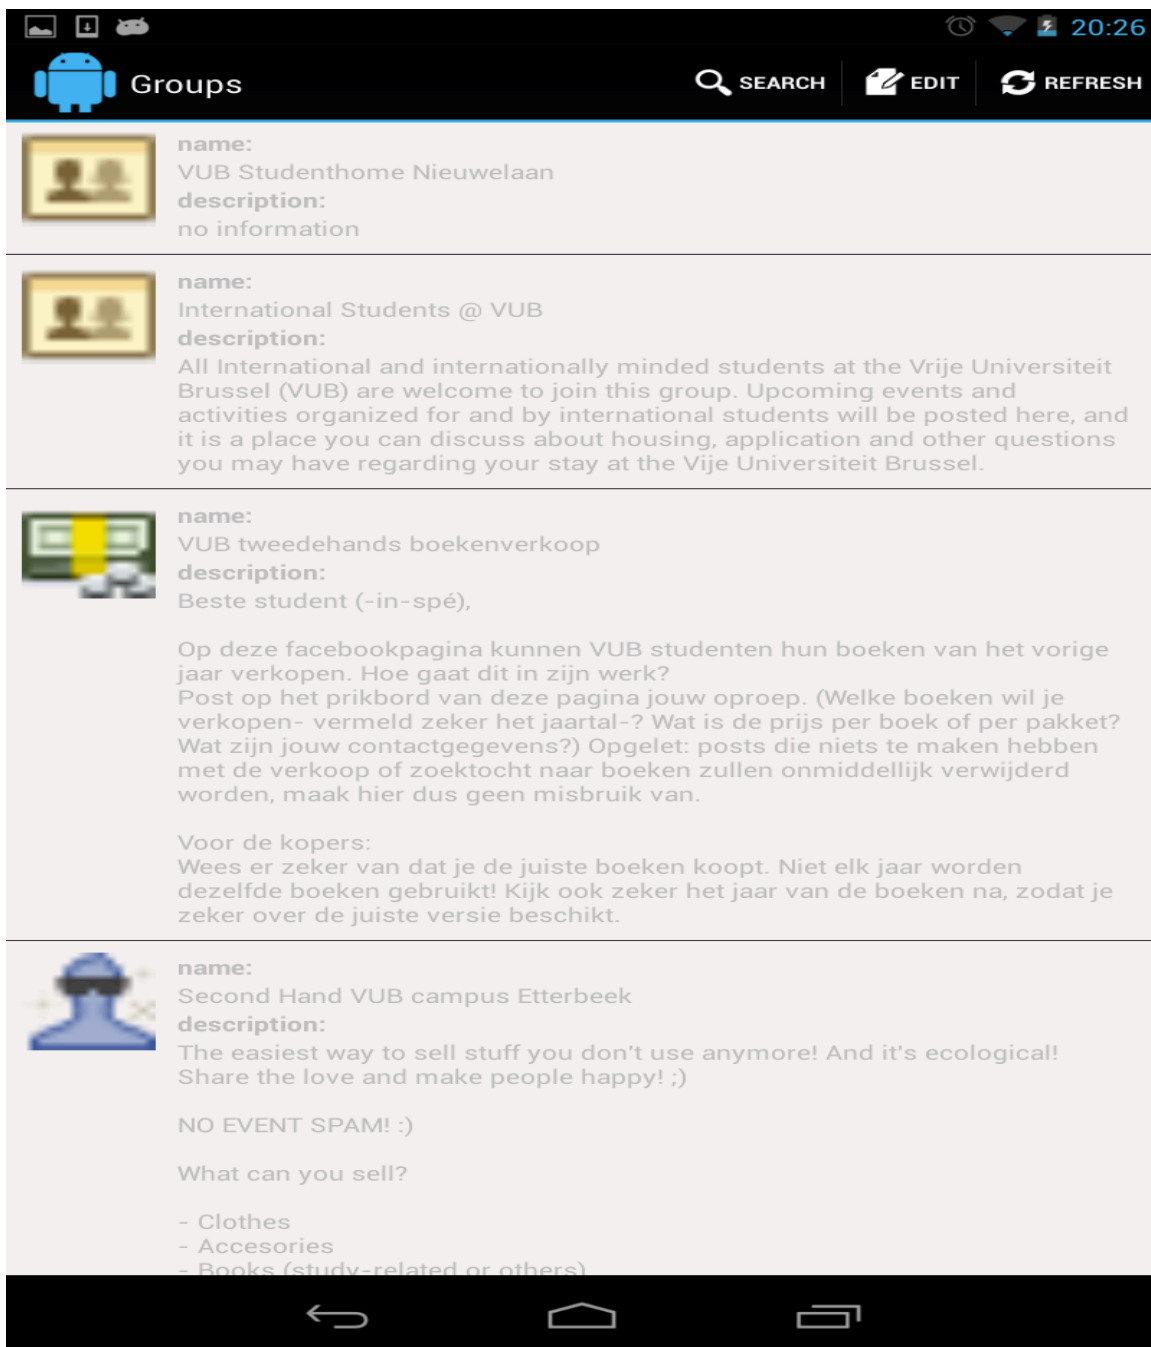 20:26
Groups
SEARCH
EDIT
REFRESH
name:
VUB Studenthome Nieuwelaan
description:
no information
name:
International Students @ VUB
description:
All International and internationally minded students at the Vrije Universiteit
Brussel (VUB) are welcome to join this group. Upcoming events and
activities organized for and by international students will be posted here, and
it is a place you can discuss about housing, application and other questions
you may have regarding your stay at the Vije Universiteit Brussel.
name:
VUB tweedehands boekenverkoop
description:
Beste student (-in-spé),
Op deze facebookpagina kunnen VUB studenten hun boeken van het vorige
jaar verkopen. Hoe gaat dit in zijn werk?
Post op het prikbord van deze pagina jouw oproep. (Welke boeken wil je
verkopen- vermeld zeker het jaartal-? Wat is de prijs per boek of per pakket?
Wat zijn jouw contactgegevens?) Opgelet: posts die niets te maken hebben
met de verkoop of zoektocht naar boeken zullen onmiddellijk verwijderd
worden, maak hier dus geen misbruik van.
Voor de kopers:
Wees er zeker van dat je de juiste boeken koopt. Niet elk jaar worden
dezelfde boeken gebruikt! Kijk ook zeker het jaar van de boeken na, zodat je
zeker over de juiste versie beschikt.
name:
Second Hand VUB campus Etterbeek
description:
The easiest way to sell stuff you don't use anymore! And it's ecological!
Share the love and make people happy! ;)
NO EVENT SPAM! :)
What can you sell?
- Clothes
- Accesories
- Books (study-related or others)